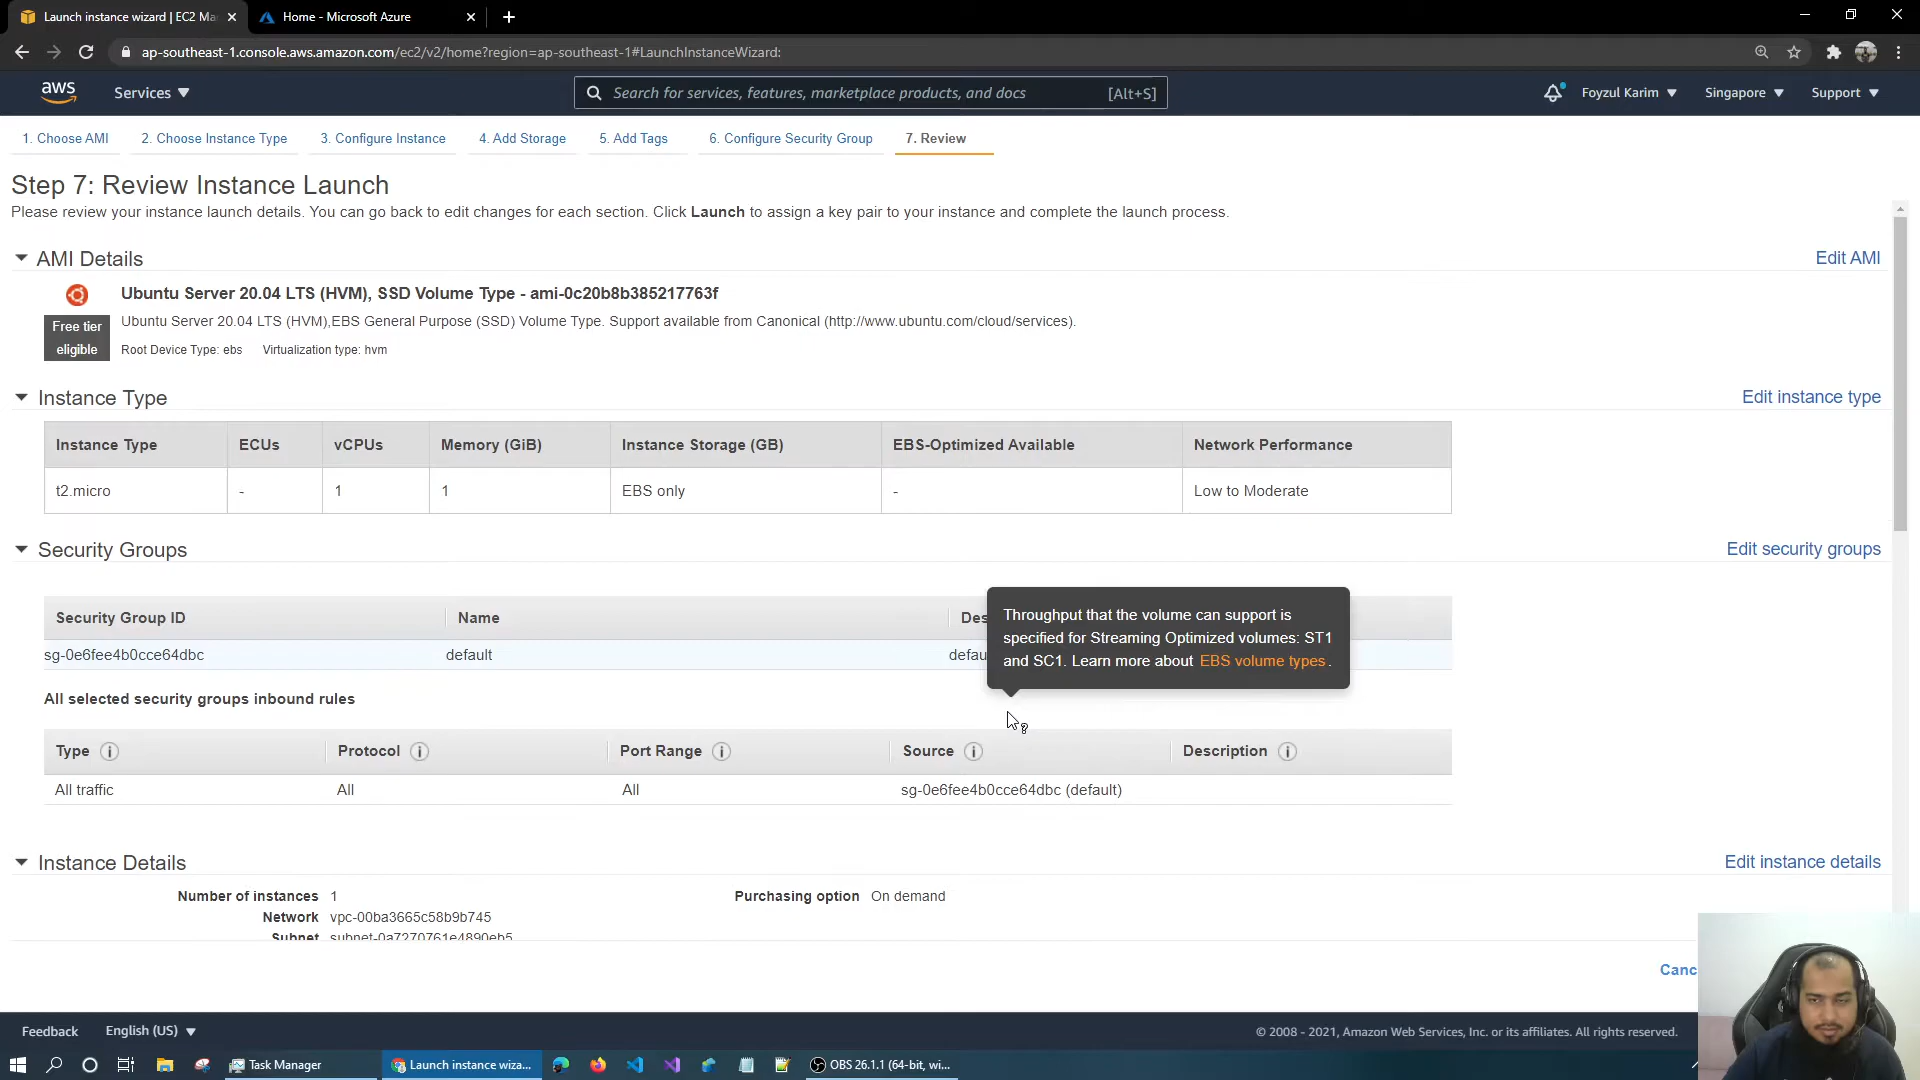 Launch instance wizard | EC2 Ma
Home - Microsoft Azure
ap-southeast-1.console.aws.amazon.com/ec2/v2/home?region=ap-southeast-1#LaunchInstanceWizard:
aws
Services
Search for services, features, marketplace products, and docs [Alt+S]
Foyzul Karim
Singapore
Support
1. Choose AMI
2. Choose Instance Type
3. Configure Instance
4. Add Storage
5. Add Tags
6. Configure Security Group
7. Review
Step 7: Review Instance Launch
Please review your instance launch details. You can go back to edit changes for each section. Click Launch to assign a key pair to your instance and complete the launch process.
AMI Details
Edit AMI
Ubuntu Server 20.04 LTS (HVM), SSD Volume Type - ami-0c20b8b385217763f
Free tier
eligible
Ubuntu Server 20.04 LTS (HVM),EBS General Purpose (SSD) Volume Type. Support available from Canonical (http://www.ubuntu.com/cloud/services).
Root Device Type: ebs Virtualization type: hvm
Instance Type
Edit instance type
Instance Type ECUs vCPUs Memory (GiB) Instance Storage (GB) EBS-Optimized Available Network Performance
t2.micro - 1 1 EBS only - Low to Moderate
Security Groups
Edit security groups
Security Group ID Name Des
sg-0e6fee4b0cce64dbc default defau
Throughput that the volume can support is
specified for Streaming Optimized volumes: ST1
and SC1. Learn more about EBS volume types.
All selected security groups inbound rules
Type Protocol Port Range Source Description
All traffic All All sg-0e6fee4b0cce64dbc (default)
Instance Details
Edit instance details
Number of instances 1 Purchasing option On demand
Network vpc-00ba3665c58b9b745
Subnet subnet-0a7270761e4890eb5
Canc
Feedback
English (US)
© 2008 - 2021, Amazon Web Services, Inc. or its affiliates. All rights reserved.
Task Manager
Launch instance wiza...
OBS 26.1.1 (64-bit, wi...